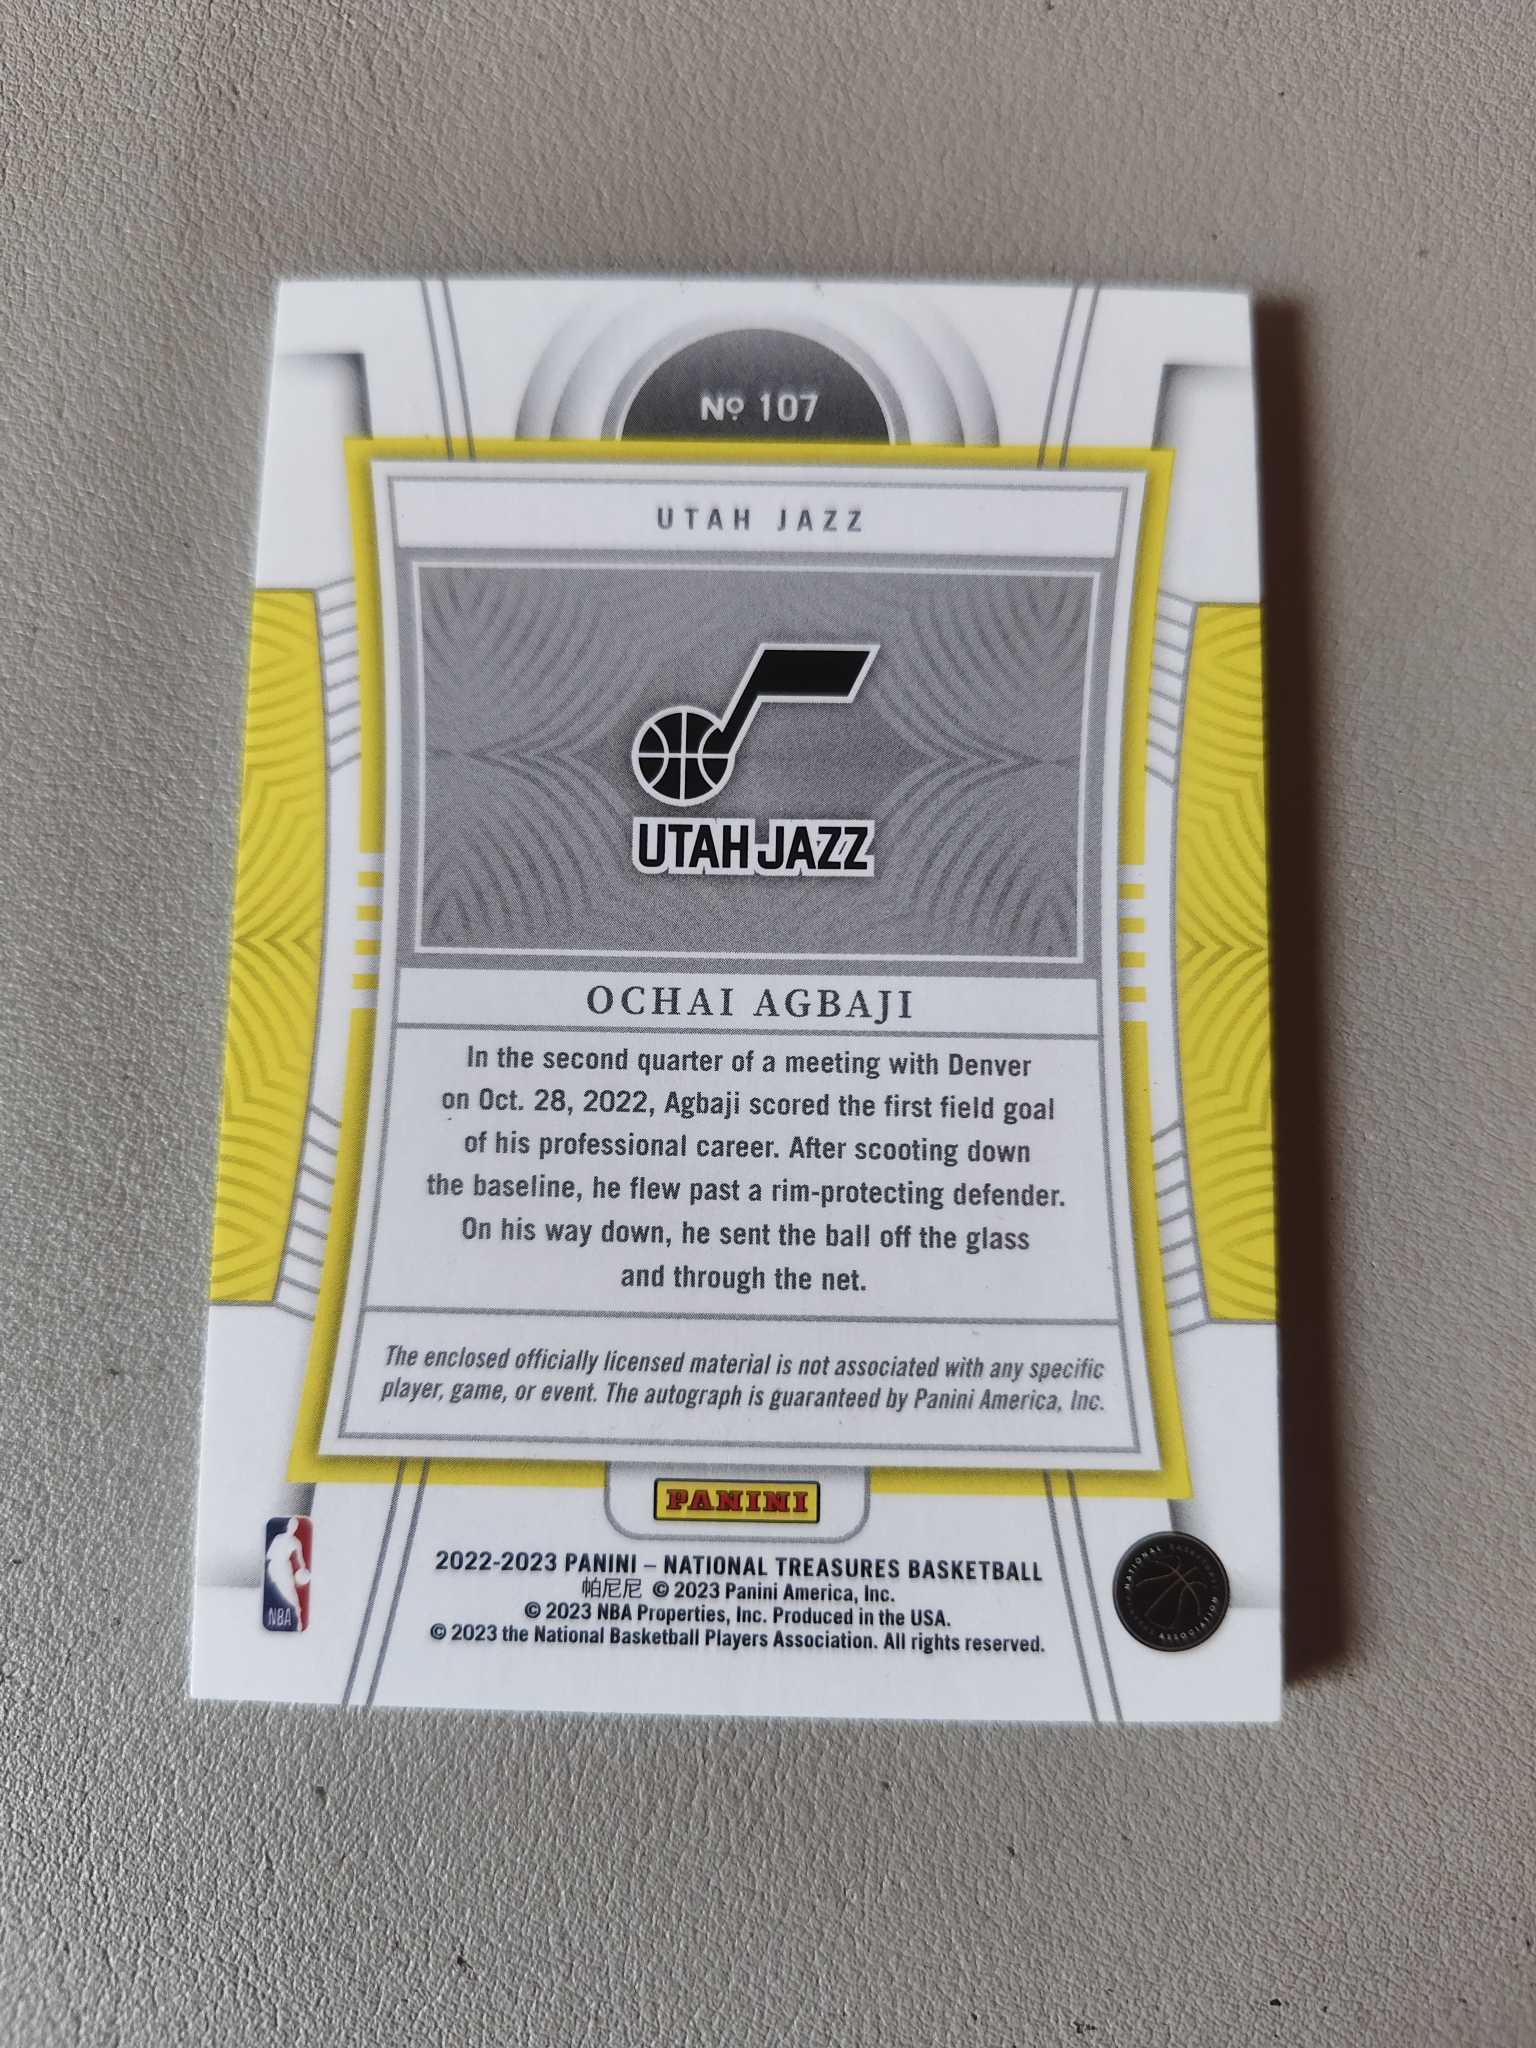 Nº 107
UTAH JAZZ
UTAH JAZZ
OCHAI AGBAJI
In the second quarter of a meeting with Denver
on Oct. 28, 2022, Agbaji scored the first field goal
of his professional career. After scooting down
the baseline, he flew past a rim-protecting defender.
On his way down, he sent the ball off the glass
and through the net.
The enclosed officially licensed material is not associated with any specific
player, game, or event. The autograph is guaranteed by Panini America, Inc.
PANINI
2022-2023 PANINI – NATIONAL TREASURES BASKETBALL
帕尼尼 © 2023 Panini America, Inc.
© 2023 NBA Properties, Inc. Produced in the USA.
© 2023 the National Basketball Players Association. All rights reserved.
NBA
NATIONAL BASKETBALL
ASSOCIATION